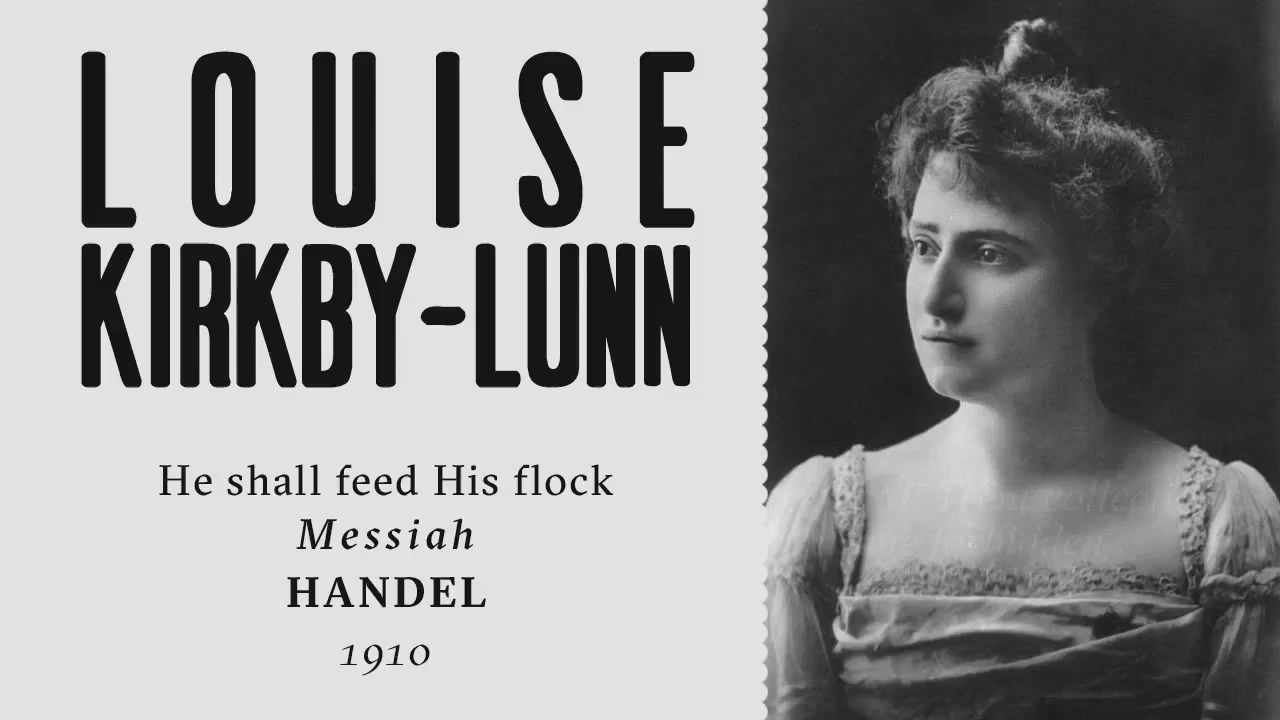 LOUISE
KIRKBY-LUNN
He shall feed His flock
Messiah
HANDEL
1910